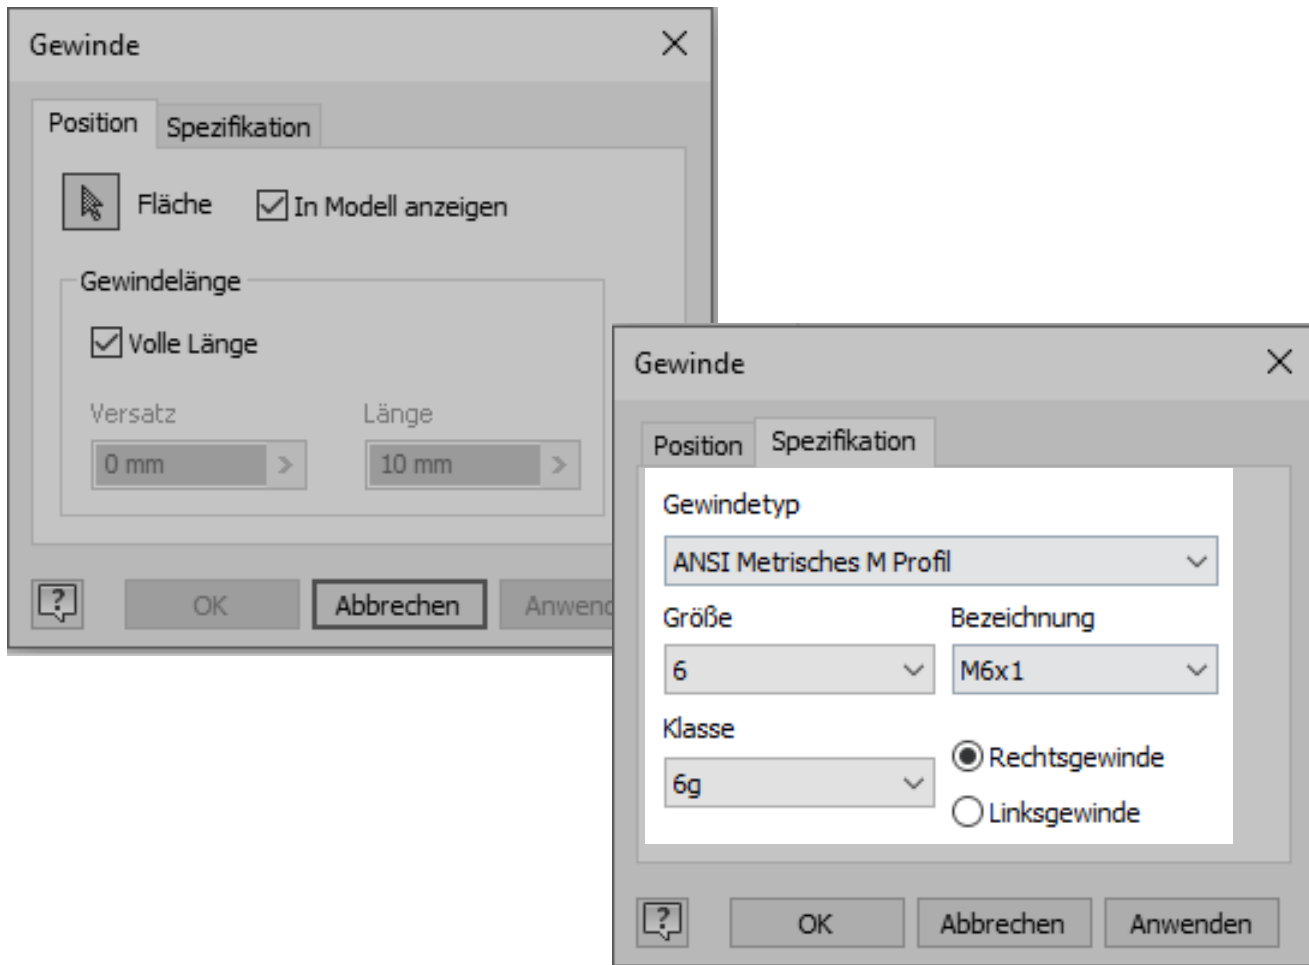 Gewinde
Position Spezifikation
Fläche In Modell anzeigen
Gewindelänge
Volle Länge
Versatz Länge
0 mm 10 mm
OK Abbrechen Anwend
Gewinde
Position Spezifikation
Gewindetyp
ANSI Metrisches M Profil
Größe Bezeichnung
6 M6x1
Klasse
6g
Rechtsgewinde
Linksgewinde
OK Abbrechen Anwenden